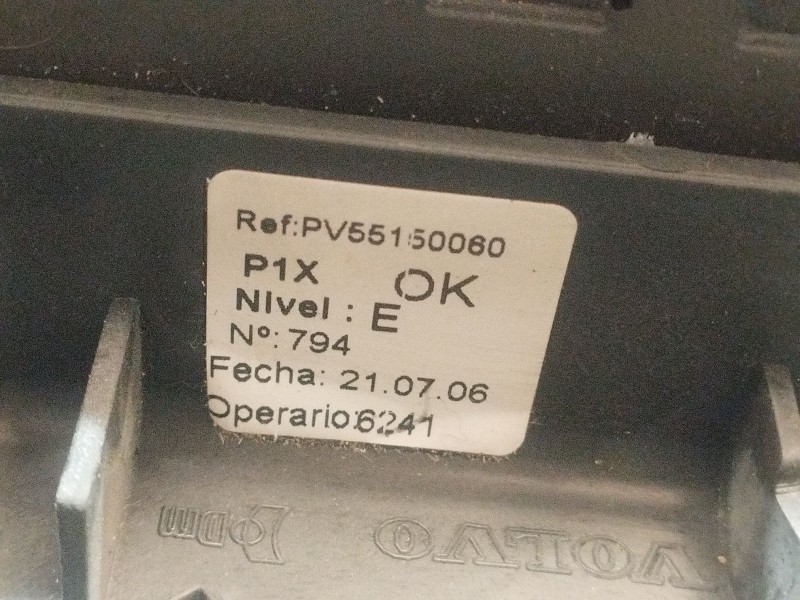 Ref:PV55150060
P1X OK
Nivel : E
Nº: 794
Fecha: 21.07.06
Operario:6241
VOLVO